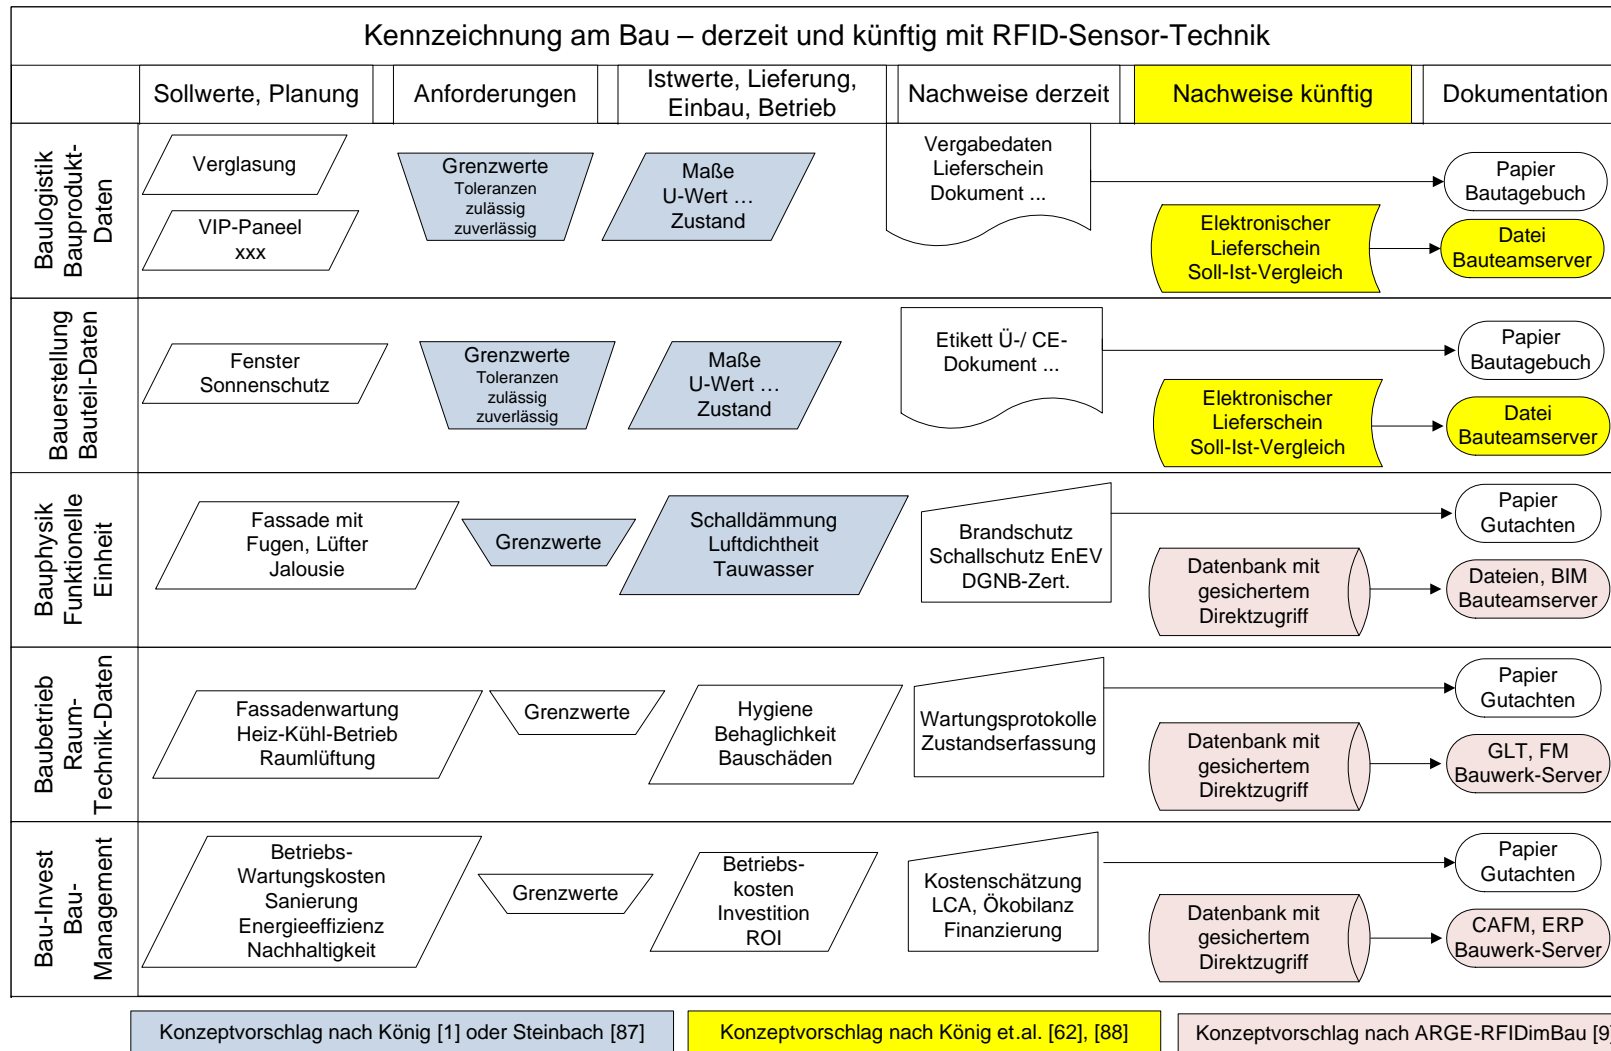 Kennzeichnung am Bau – derzeit und künftig mit RFID-Sensor-Technik
Sollwerte, Planung
Anforderungen
Istwerte, Lieferung,
Einbau, Betrieb
Nachweise derzeit
Nachweise künftig
Dokumentation
Baulogistik
Bauprodukt-
Daten
Verglasung
VIP-Paneel
xxx
Grenzwerte
Toleranzen
zulässig
zuverlässig
Maße
U-Wert …
Zustand
Vergabedaten
Lieferschein
Dokument ...
Elektronischer
Lieferschein
Soll-Ist-Vergleich
Papier
Bautagebuch
Datei
Bauteamserver
Bauerstellung
Bauteil-Daten
Fenster
Sonnenschutz
Grenzwerte
Toleranzen
zulässig
zuverlässig
Maße
U-Wert …
Zustand
Etikett Ü-/ CE-
Dokument ...
Elektronischer
Lieferschein
Soll-Ist-Vergleich
Papier
Bautagebuch
Datei
Bauteamserver
Bauphysik
Funktionelle
Einheit
Fassade mit
Fugen, Lüfter
Jalousie
Grenzwerte
Schalldämmung
Luftdichtheit
Tauwasser
Brandschutz
Schallschutz EnEV
DGNB-Zert.
Datenbank mit
gesichertem
Direktzugriff
Papier
Gutachten
Dateien, BIM
Bauteamserver
Baubetrieb
Raum-
Technik-Daten
Fassadenwartung
Heiz-Kühl-Betrieb
Raumlüftung
Grenzwerte
Hygiene
Behaglichkeit
Bauschäden
Wartungsprotokolle
Zustandserfassung
Datenbank mit
gesichertem
Direktzugriff
Papier
Gutachten
GLT, FM
Bauwerk-Server
Bau-Invest
Bau-
Management
Betriebs-
Wartungskosten
Sanierung
Energieeffizienz
Nachhaltigkeit
Grenzwerte
Betriebs-
kosten
Investition
ROI
Kostenschätzung
LCA, Ökobilanz
Finanzierung
Datenbank mit
gesichertem
Direktzugriff
Papier
Gutachten
CAFM, ERP
Bauwerk-Server
Konzeptvorschlag nach König [1] oder Steinbach [87]
Konzeptvorschlag nach König et.al. [62], [88]
Konzeptvorschlag nach ARGE-RFIDimBau [9]